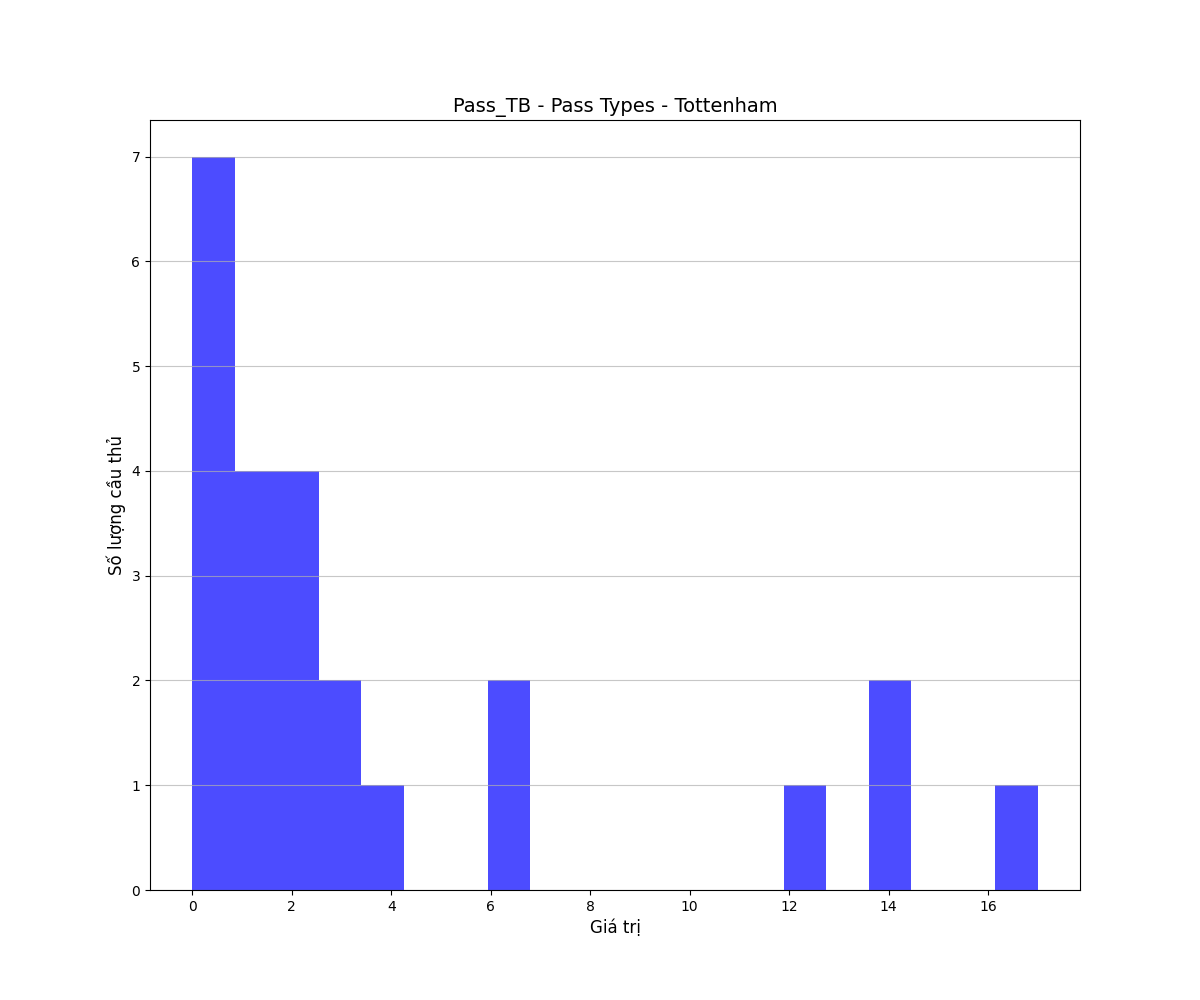 Pass_TB - Pass Types - Tottenham
7
6
5
4
3
2
1
0
Số lượng cầu thủ
0 2 4 6 8 10 12 14 16
Giá trị